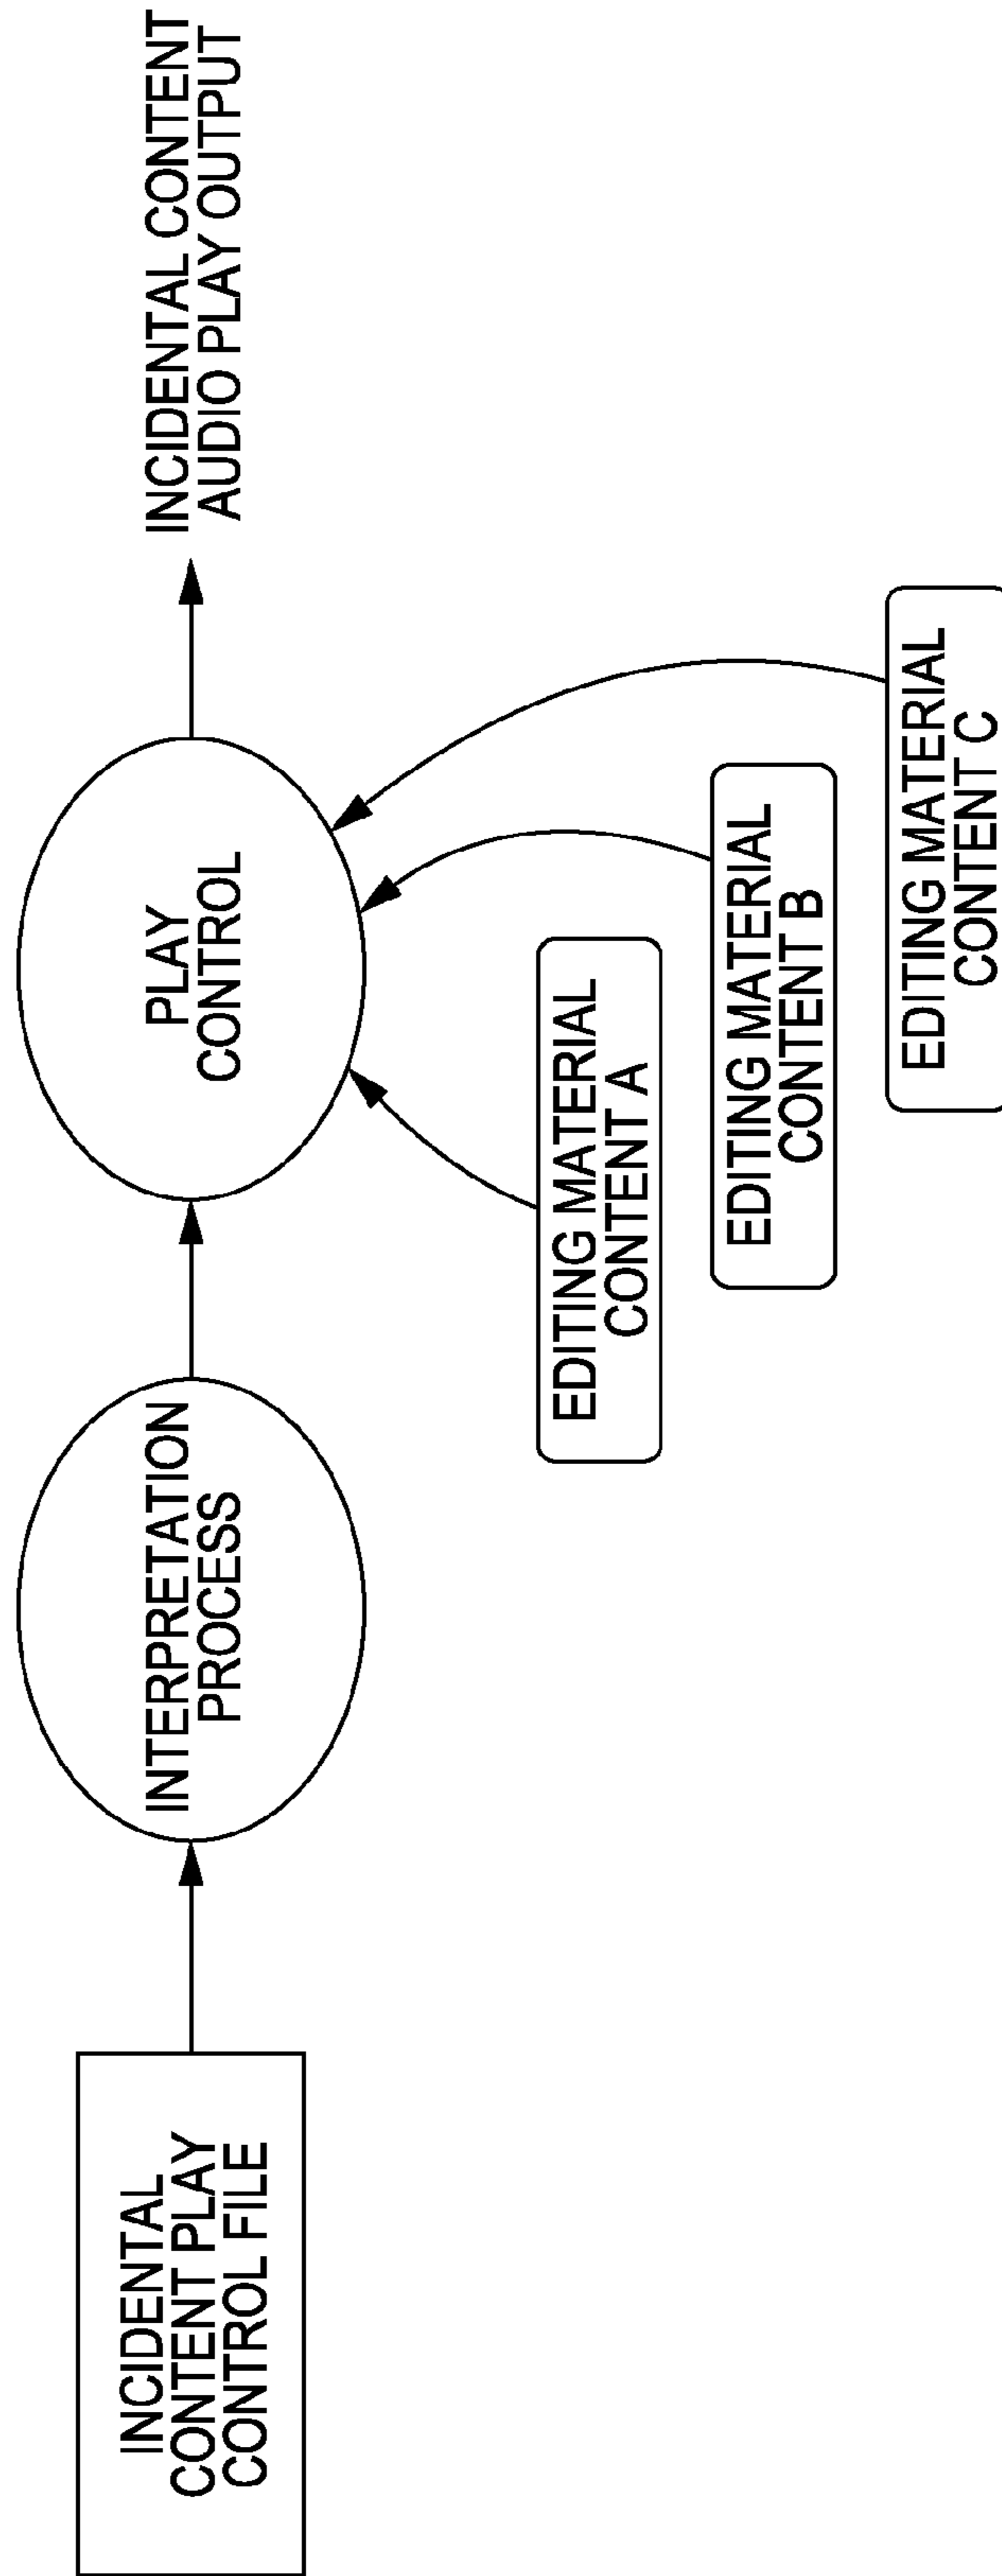 INCIDENTAL
CONTENT PLAY
CONTROL FILE
INTERPRETATION
PROCESS
PLAY
CONTROL
INCIDENTAL CONTENT
AUDIO PLAY OUTPUT
EDITING MATERIAL
CONTENT A
EDITING MATERIAL
CONTENT B
EDITING MATERIAL
CONTENT C